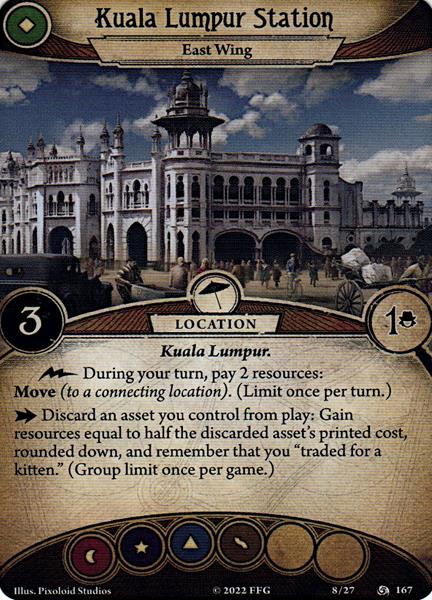 Kuala Lumpur Station
East Wing
3
LOCATION
1
Kuala Lumpur.
During your turn, pay 2 resources:
Move (to a connecting location). (Limit once per turn.)
Discard an asset you control from play: Gain
resources equal to half the discarded asset's printed cost,
rounded down, and remember that you “traded for a
kitten.” (Group limit once per game.)
Illus. Pixoloid Studios © 2022 FFG 8/27 167